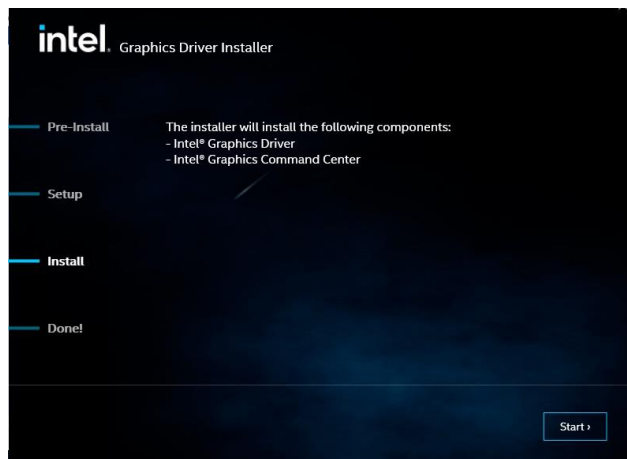 intel. Graphics Driver Installer
Pre-Install
The installer will install the following components:
- Intel® Graphics Driver
- Intel® Graphics Command Center
Setup
Install
Done!
Start ›